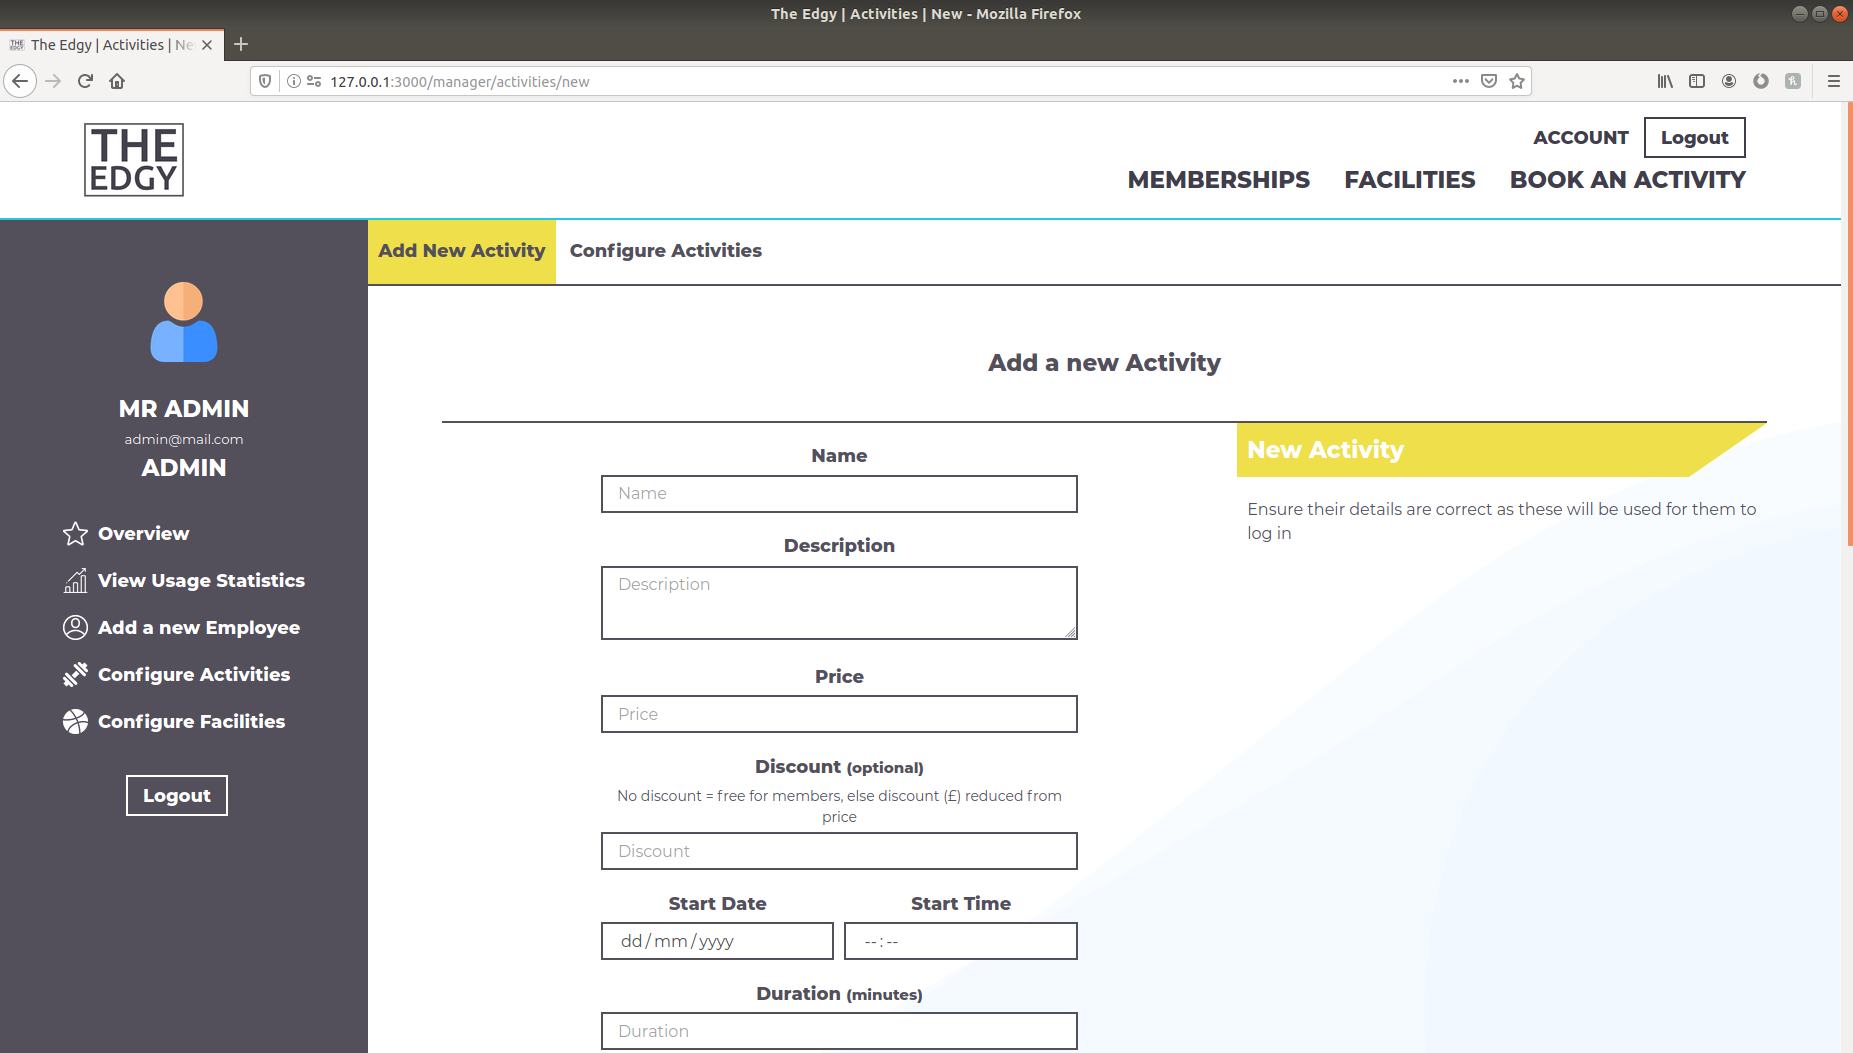 The Edgy | Activities | New - Mozilla Firefox
The Edgy | Activities | Ne
127.0.0.1:3000/manager/activities/new
THE
EDGY
ACCOUNT
Logout
MEMBERSHIPS
FACILITIES
BOOK AN ACTIVITY
Add New Activity
Configure Activities
MR ADMIN
admin@mail.com
ADMIN
Overview
View Usage Statistics
Add a new Employee
Configure Activities
Configure Facilities
Logout
Add a new Activity
Name
Name
Description
Description
Price
Price
Discount (optional)
No discount = free for members, else discount (£) reduced from
price
Discount
Start Date
Start Time
dd/mm/yyyy
--:--
Duration (minutes)
Duration
New Activity
Ensure their details are correct as these will be used for them to
log in